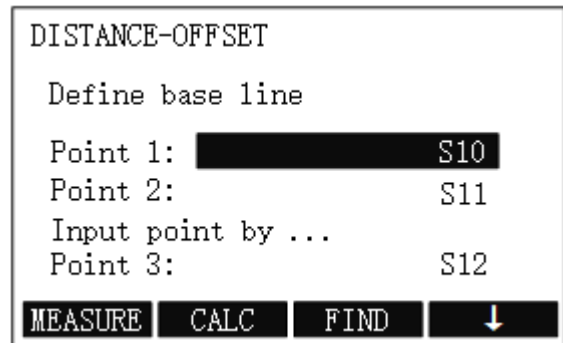 DISTANCE-OFFSET
Define base line
Point 1: S10
Point 2: S11
Input point by ...
Point 3: S12
MEASURE CALC FIND ↓